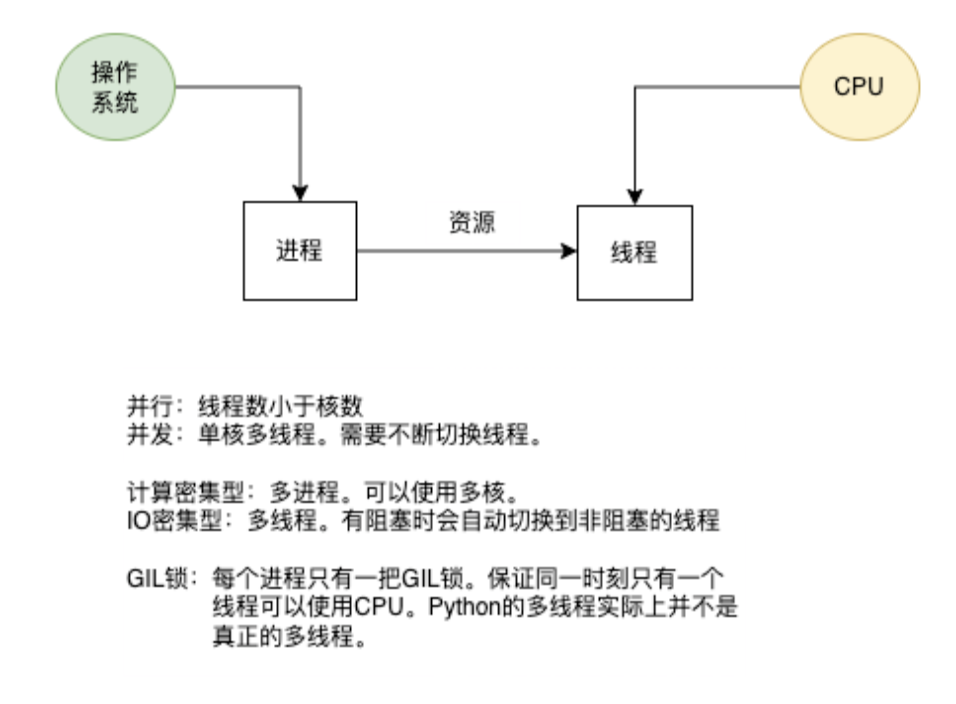 操作
系统
CPU
资源
进程
线程
并行：线程数小于核数
并发：单核多线程。需要不断切换线程。
计算密集型：多进程。可以使用多核。
IO密集型：多线程。有阻塞时会自动切换到非阻塞的线程
GIL锁：每个进程只有一把GIL锁。保证同一时刻只有一个
线程可以使用CPU。Python的多线程实际上并不是
真正的多线程。